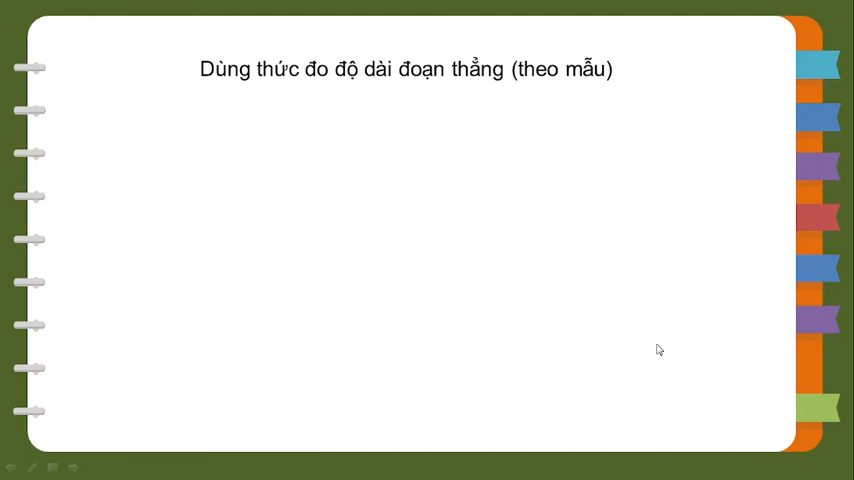 Dùng thức đo độ dài đoạn thẳng (theo mẫu)